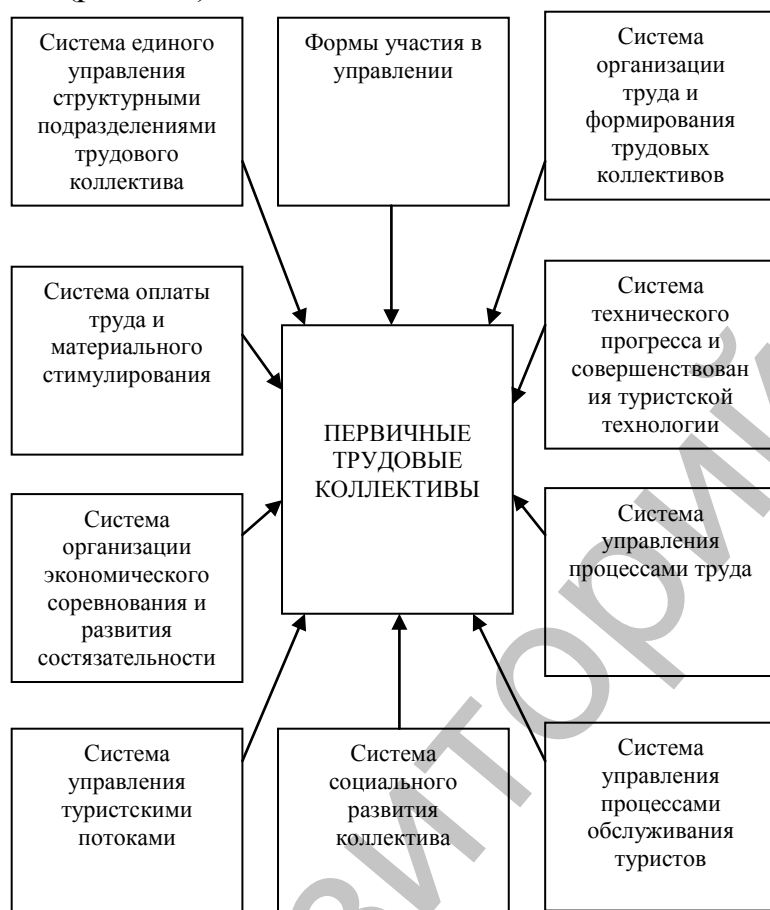 Система единого
управления
структурными
подразделениями
трудового
коллектива
Формы участия в
управлении
Система
организации
труда и
формирования
трудовых
коллективов
Система оплаты
труда и
материального
стимулирования
Система
технического
прогресса и
совершенствован
ия туристской
технологии
ПЕРВИЧНЫЕ
ТРУДОВЫЕ
КОЛЛЕКТИВЫ
Система
организации
экономического
соревнования и
развития
состязательности
Система
управления
процессами труда
Система
управления
туристскими
потоками
Система
социального
развития
коллектива
Система
управления
процессами
обслуживания
туристов